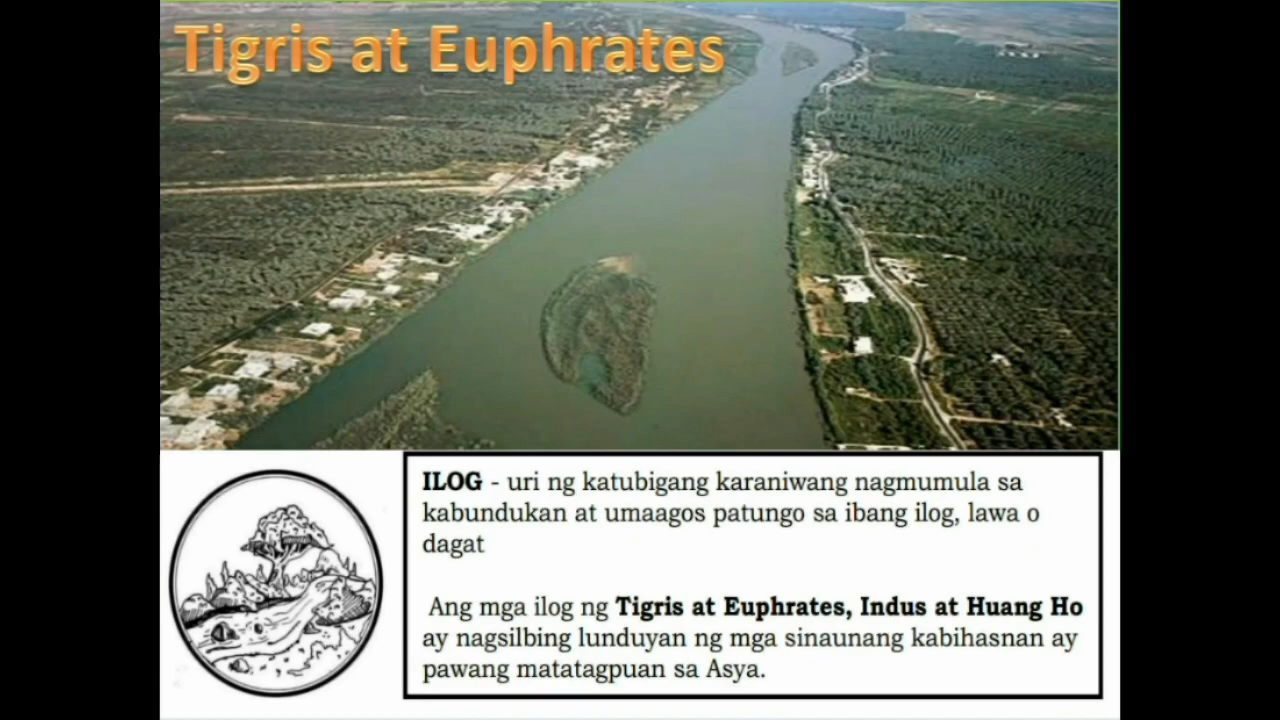 Tigris at Euphrates
ILOG - uri ng katubigang karaniwang nagmumula sa
kabundukan at umaagos patungo sa ibang ilog, lawa o
dagat
Ang mga ilog ng Tigris at Euphrates, Indus at Huang Ho
ay nagsilbing lunduyan ng mga sinaunang kabihasnan ay
pawang matatagpuan sa Asya.